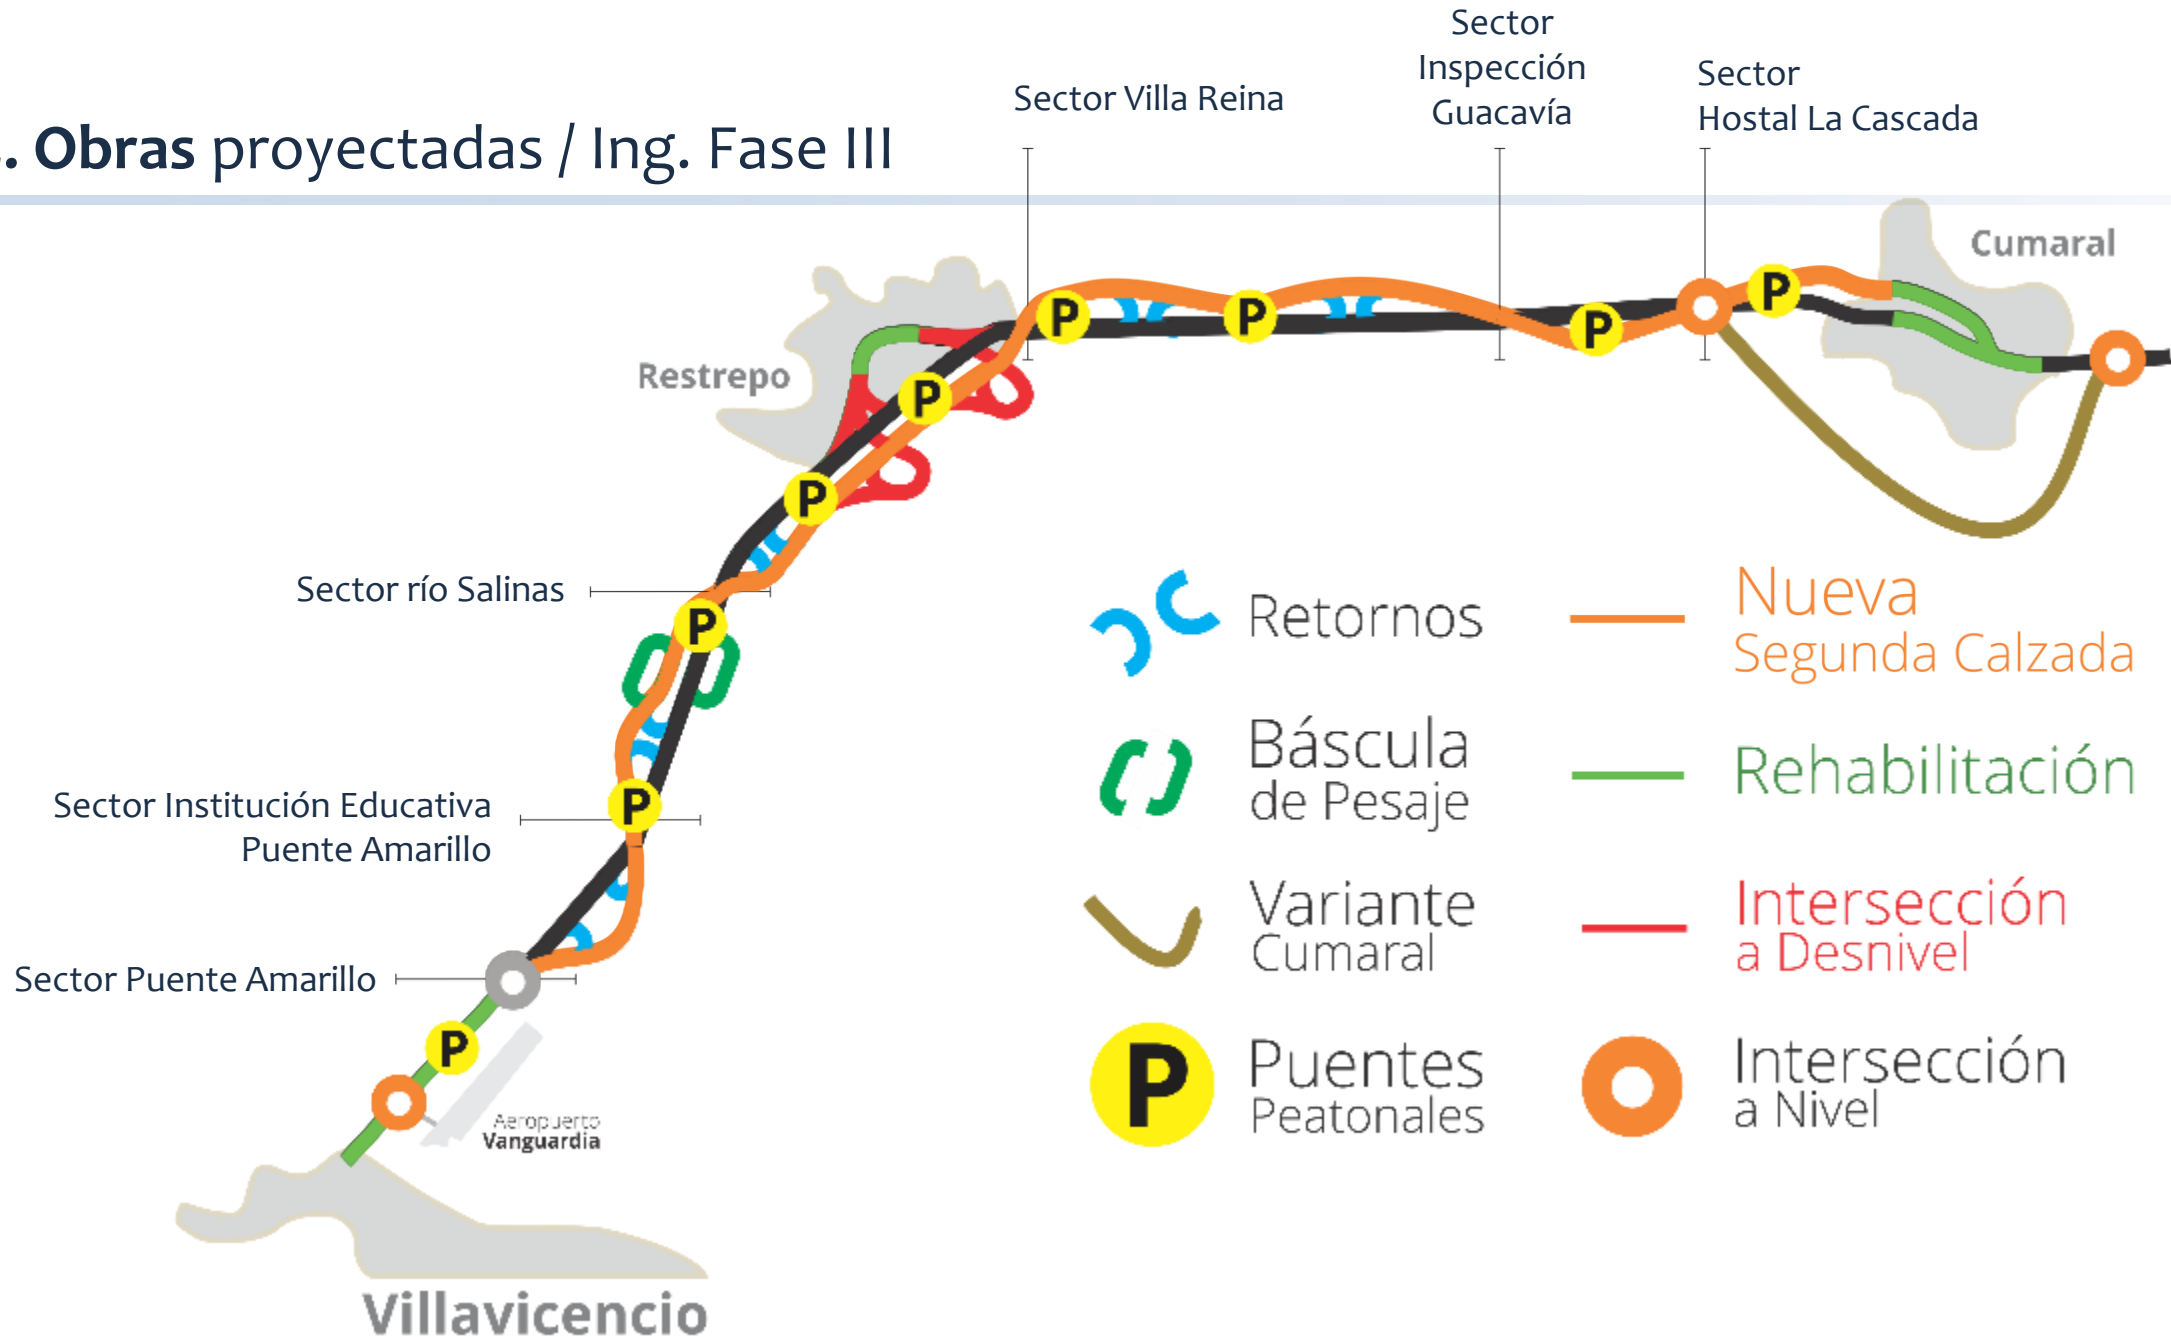 . Obras proyectadas / Ing. Fase III
Sector Villa Reina
Sector
Inspección
Guacavía
Sector
Hostal La Cascada
Cumaral
Restrepo
P
P
P
P
P
P
Sector río Salinas
P
Sector Institución Educativa
Puente Amarillo
P
Sector Puente Amarillo
P
Aeropuerto
Vanguardia
Villavicencio
Retornos
Nueva
Segunda Calzada
Báscula
de Pesaje
Rehabilitación
Variante
Cumaral
Intersección
a Desnivel
P
Puentes
Peatonales
Intersección
a Nivel